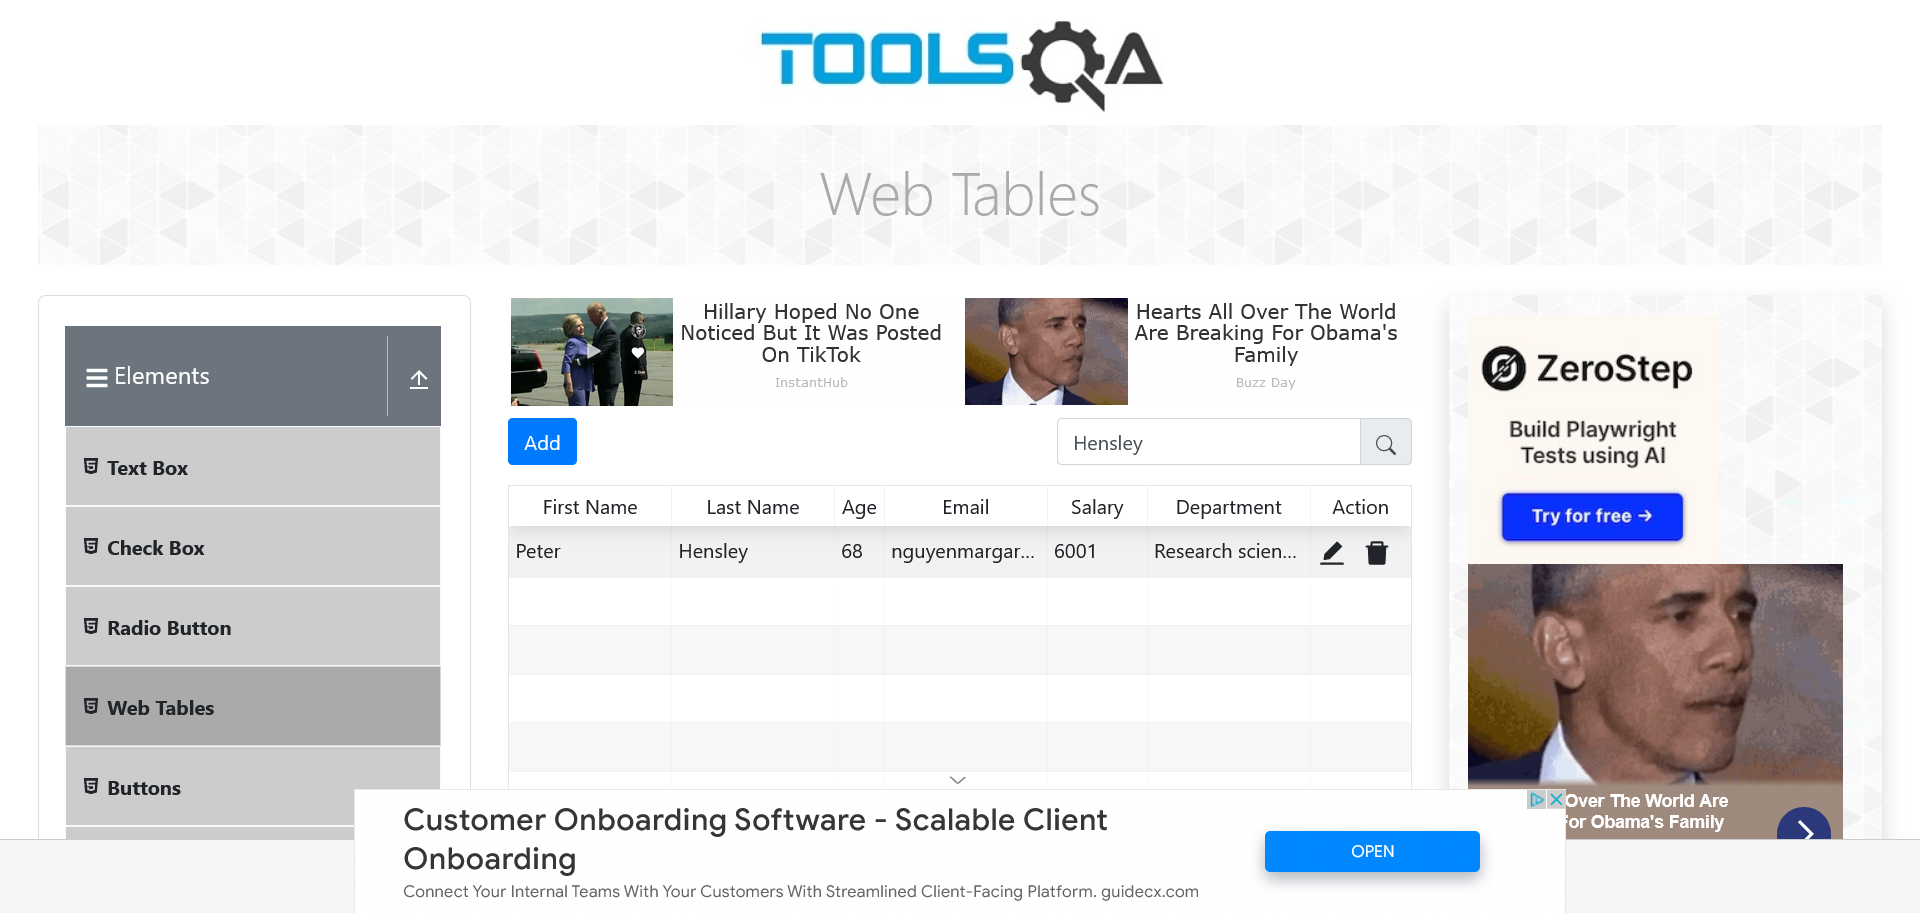 TOOLSQA
Web Tables
Elements
Text Box
Check Box
Radio Button
Web Tables
Buttons
Hillary Hoped No One
Noticed But It Was Posted
On TikTok
InstantHub
Hearts All Over The World
Are Breaking For Obama's
Family
Buzz Day
Add
Hensley
First Name Last Name Age Email Salary Department Action
Peter Hensley 68 nguyenmargar... 6001 Research scien...
ZeroStep
Build Playwright
Tests using AI
Try for free →
Over The World Are
For Obama's Family
Customer Onboarding Software - Scalable Client
Onboarding
Connect Your Internal Teams With Your Customers With Streamlined Client-Facing Platform. guidecx.com
OPEN